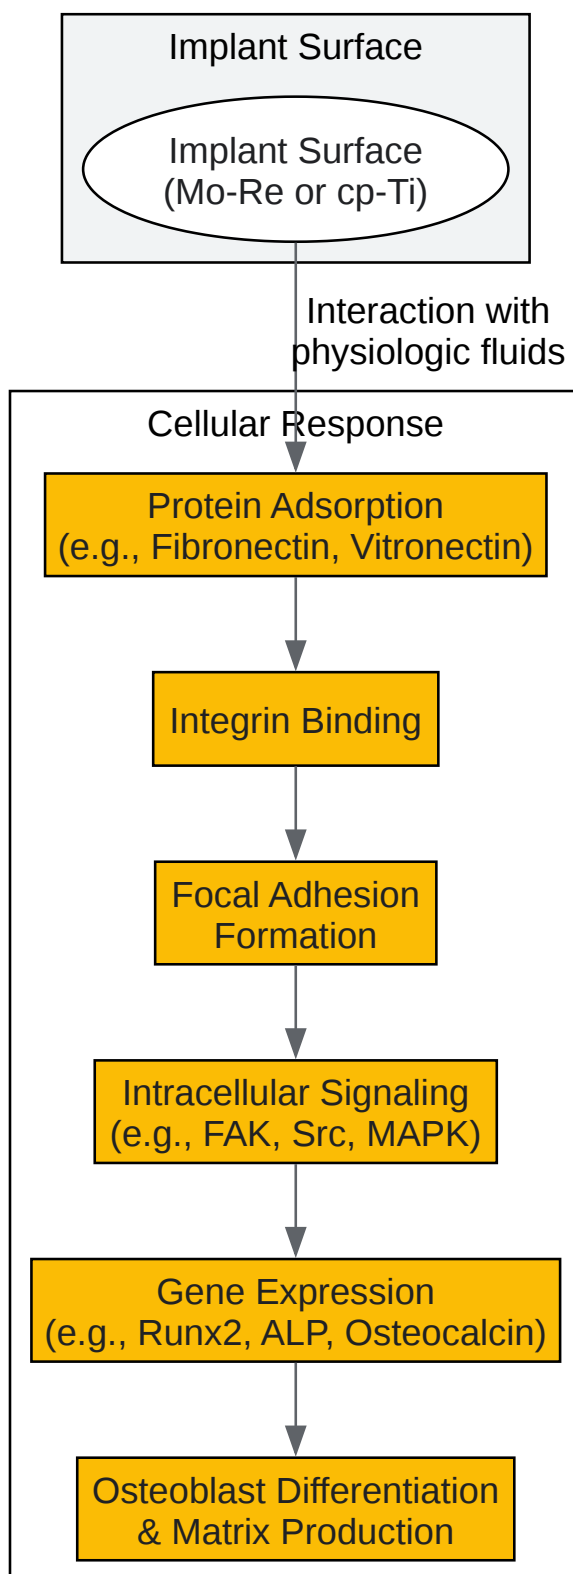 Implant Surface
Implant Surface
(Mo-Re or cp-Ti)
Interaction with
physiologic fluids
Cellular Response
Protein Adsorption
(e.g., Fibronectin, Vitronectin)
Integrin Binding
Focal Adhesion
Formation
Intracellular Signaling
(e.g., FAK, Src, MAPK)
Gene Expression
(e.g., Runx2, ALP, Osteocalcin)
Osteoblast Differentiation
& Matrix Production